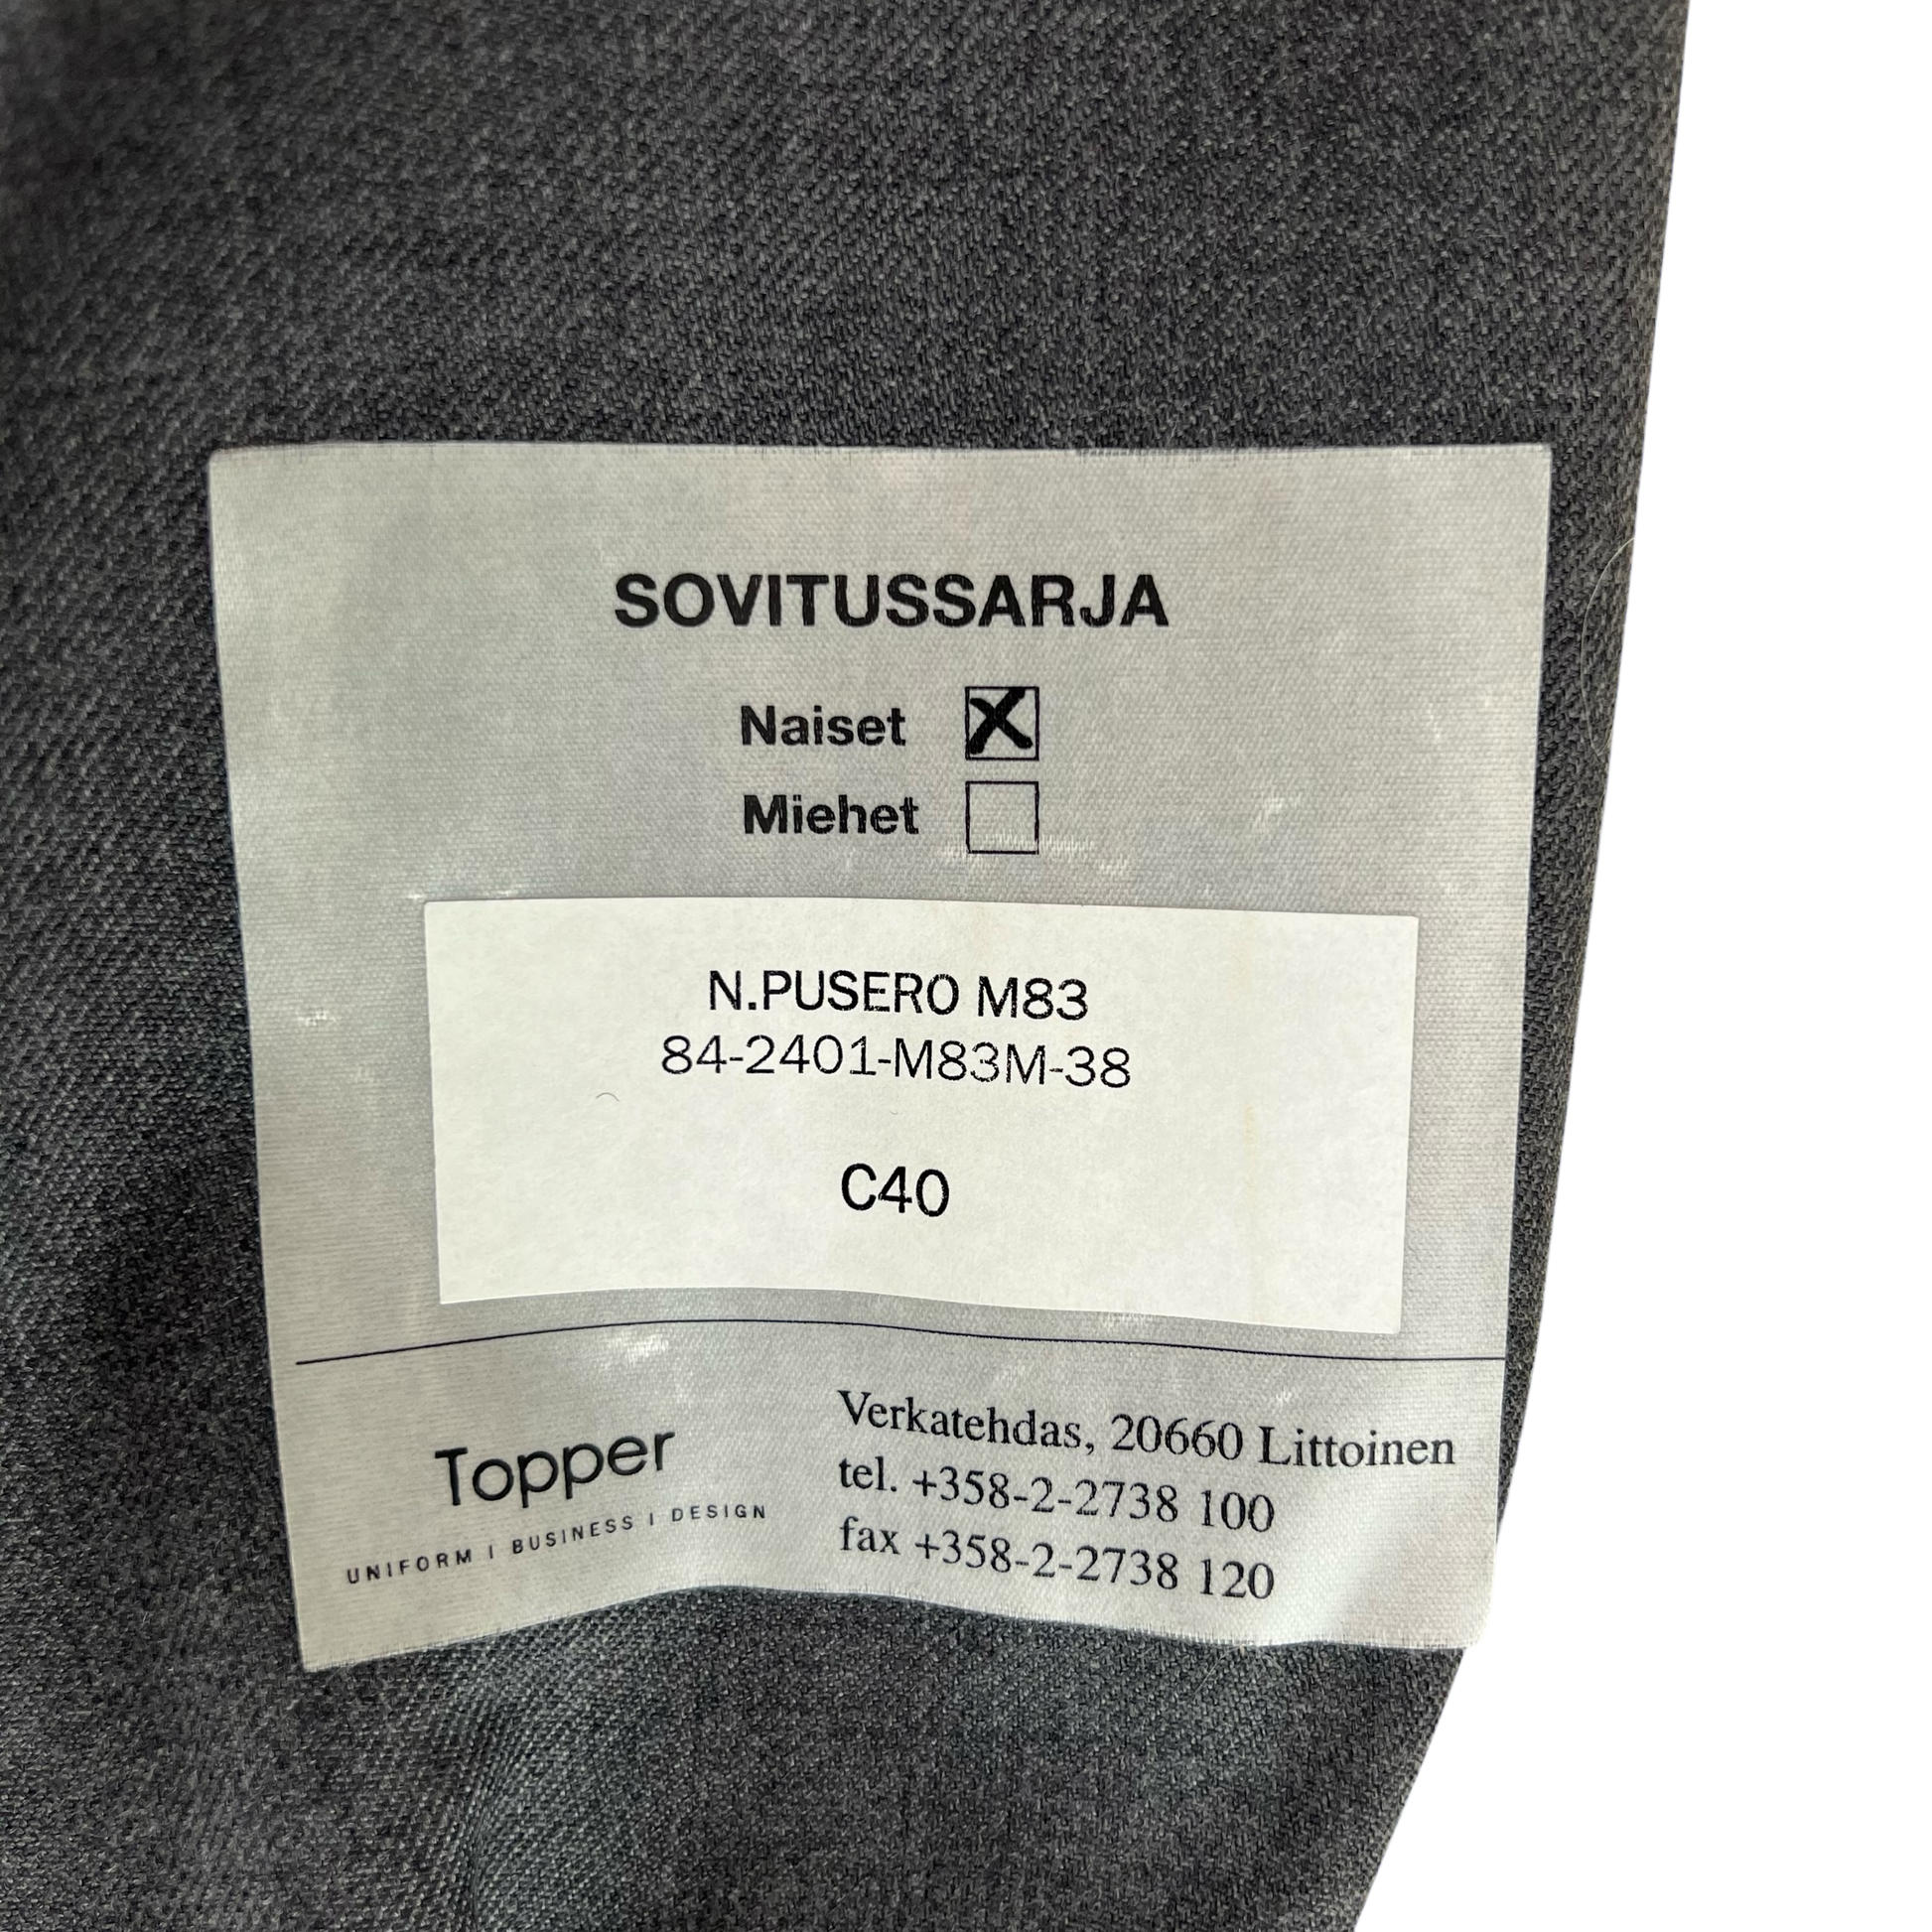 SOVITUSSARJA
Naiset X
Miehet
N.PUSERO M83
84-2401-M83M-38
C40
Topper
UNIFORM | BUSINESS | DESIGN
Verkatehdas, 20660 Littoinen
tel. +358-2-2738 100
fax +358-2-2738 120